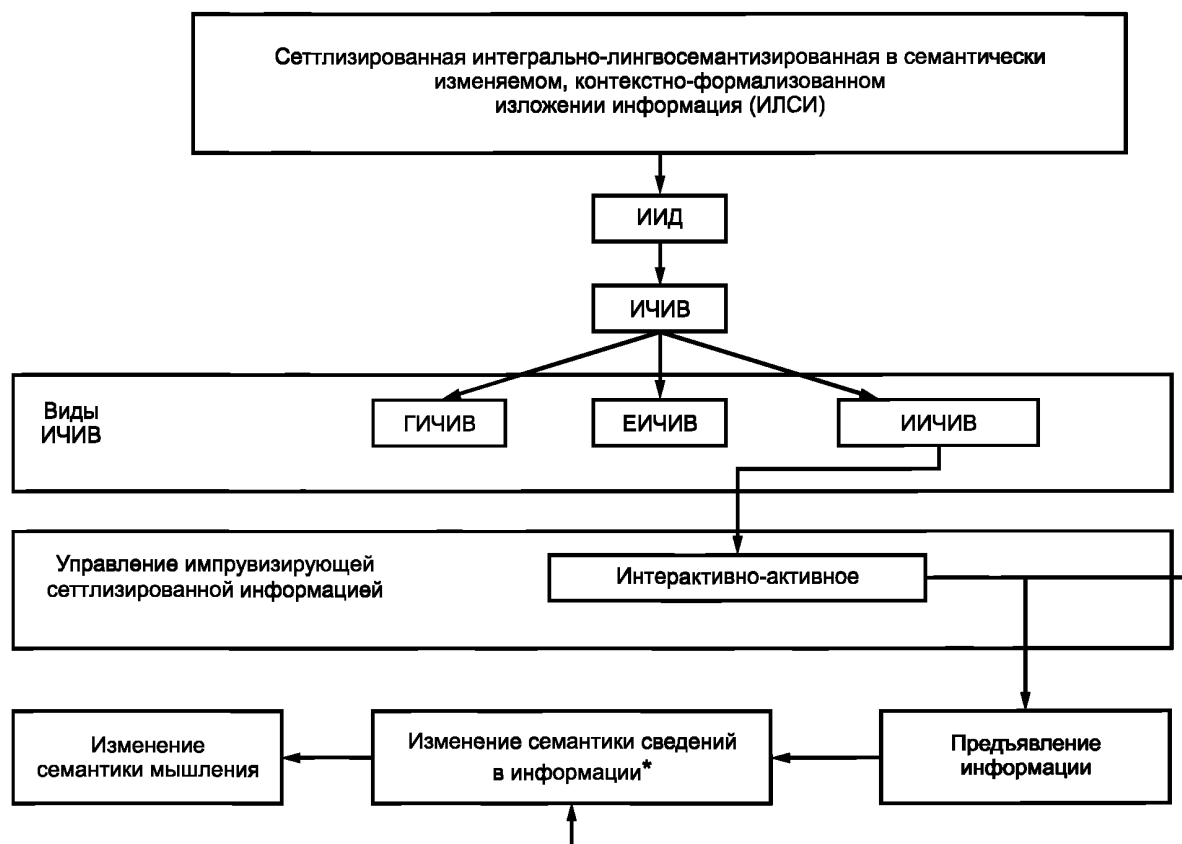 Сеттлизированная интегрально-лингвосемантизированная в семантически
изменяемом, контекстно-формализованном
изложении информация (ИЛСИ)
ИИД
ИЧИВ
Виды
ИЧИВ
ГИЧИВ
ЕИЧИВ
ИИЧИВ
Управление импрувизирующей
сеттлизированной информацией
Интерактивно-активное
Изменение
семантики мышления
Изменение семантики сведений
в информации*
Предъявление
информации